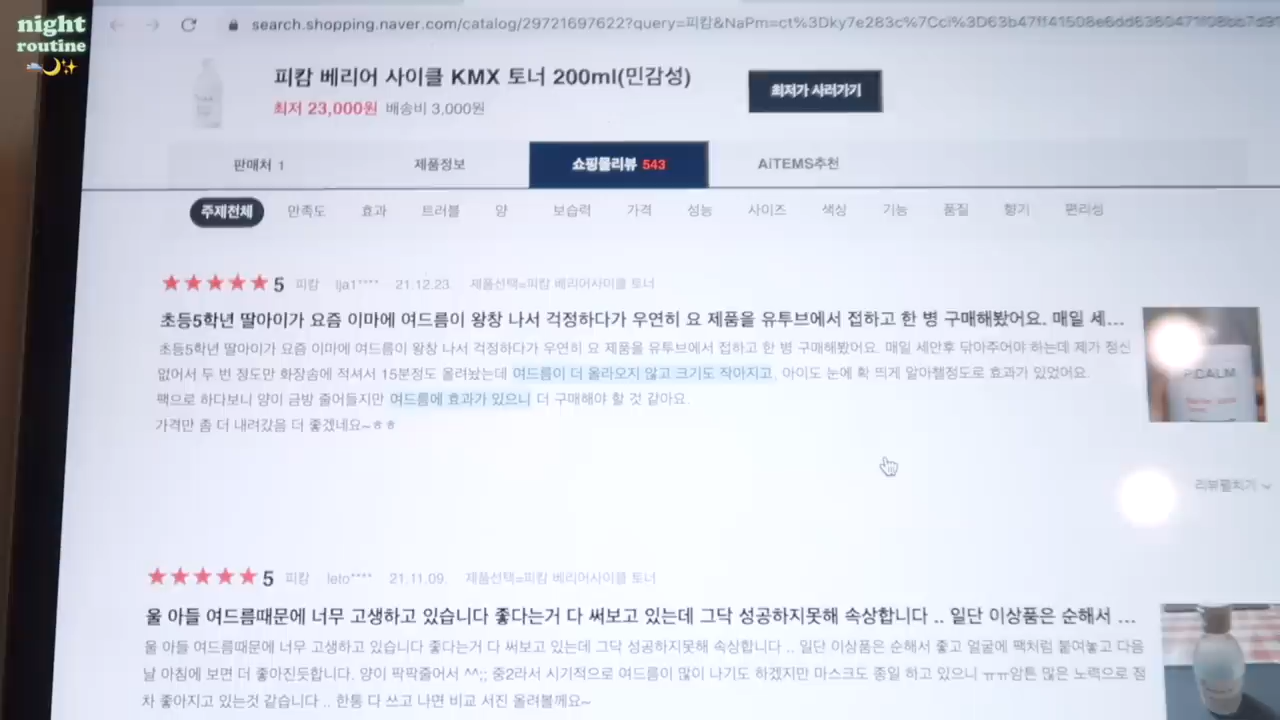 night
routine
search.shopping.naver.com/catalog/29721697622?query=피캄&NaPm=ct%3Dky7e283c%7Cci%3D63b47ff41508e6dd6360471f08bb7d9
피캄 베리어 사이클 KMX 토너 200ml(민감성)
최저 23,000원 배송비 3,000원
최저가 사러가기
판매처 1 제품정보 쇼핑몰리뷰 543 AiTEMS추천
주제전체 만족도 효과 트러블 양 보습력 가격 성능 사이즈 색상 기능 품질 향기 편리성
5 피캄 lja1**** 21.12.23. 제품선택=피캄 베리어사이클 토너
초등5학년 딸아이가 요즘 이마에 여드름이 왕창 나서 걱정하다가 우연히 요 제품을 유투브에서 접하고 한 병 구매해봤어요. 매일 세...
초등5학년 딸아이가 요즘 이마에 여드름이 왕창 나서 걱정하다가 우연히 요 제품을 유투브에서 접하고 한 병 구매해봤어요. 매일 세안후 닦아주어야 하는데 제가 정신
없어서 두 번 정도만 화장솜에 적셔서 15분정도 올려놨는데 여드름이 더 올라오지 않고 크기도 작아지고, 아이도 눈에 확 띄게 알아챌정도로 효과가 있었어요.
팩으로 하다보니 양이 금방 줄어들지만 여드름에 효과가 있으니 더 구매해야 할 것 같아요.
가격만 좀 더 내려갔음 더 좋겠네요~ㅎㅎ
P.CALM
리뷰펼치기
5 피캄 leto**** 21.11.09. 제품선택=피캄 베리어사이클 토너
울 아들 여드름때문에 너무 고생하고 있습니다 좋다는거 다 써보고 있는데 그닥 성공하지못해 속상합니다 .. 일단 이상품은 순해서 ...
울 아들 여드름때문에 너무 고생하고 있습니다 좋다는거 다 써보고 있는데 그닥 성공하지못해 속상합니다 .. 일단 이상품은 순해서 좋고 얼굴에 팩처럼 붙여놓고 다음
날 아침에 보면 더 좋아진듯합니다. 양이 팍팍줄어서 ^^;; 중2라서 시기적으로 여드름이 많이 나기도 하겠지만 마스크도 종일 하고 있으니 ㅠㅠ암튼 많은 노력으로 점
차 좋아지고 있는것 같습니다 .. 한통 다 쓰고 나면 비교 서진 올려볼께요~